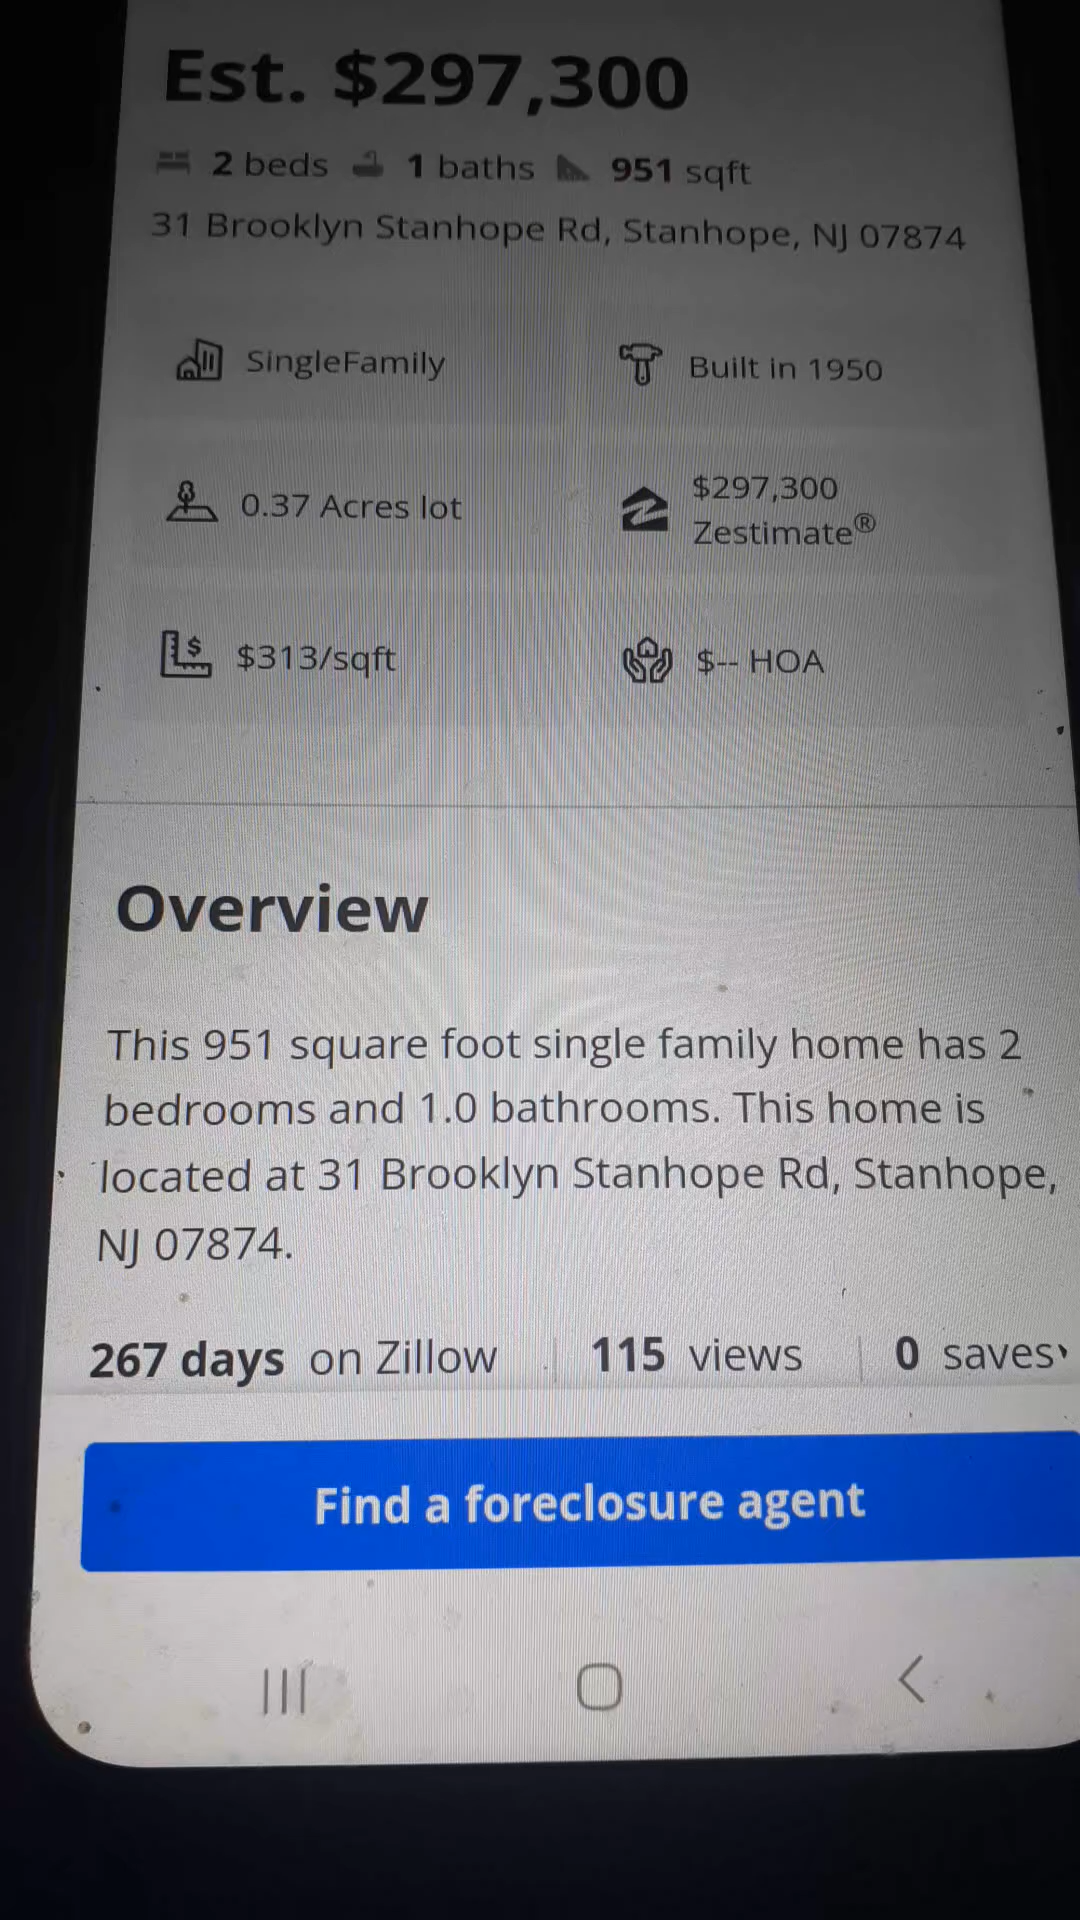 Est. $297,300
2 beds 1 baths 951 sqft
31 Brooklyn Stanhope Rd, Stanhope, NJ 07874
SingleFamily
Built in 1950
0.37 Acres lot
$297,300
Zestimate®
$313/sqft
$-- HOA
Overview
This 951 square foot single family home has 2
bedrooms and 1.0 bathrooms. This home is
located at 31 Brooklyn Stanhope Rd, Stanhope,
NJ 07874.
267 days on Zillow 115 views 0 saves
Find a foreclosure agent